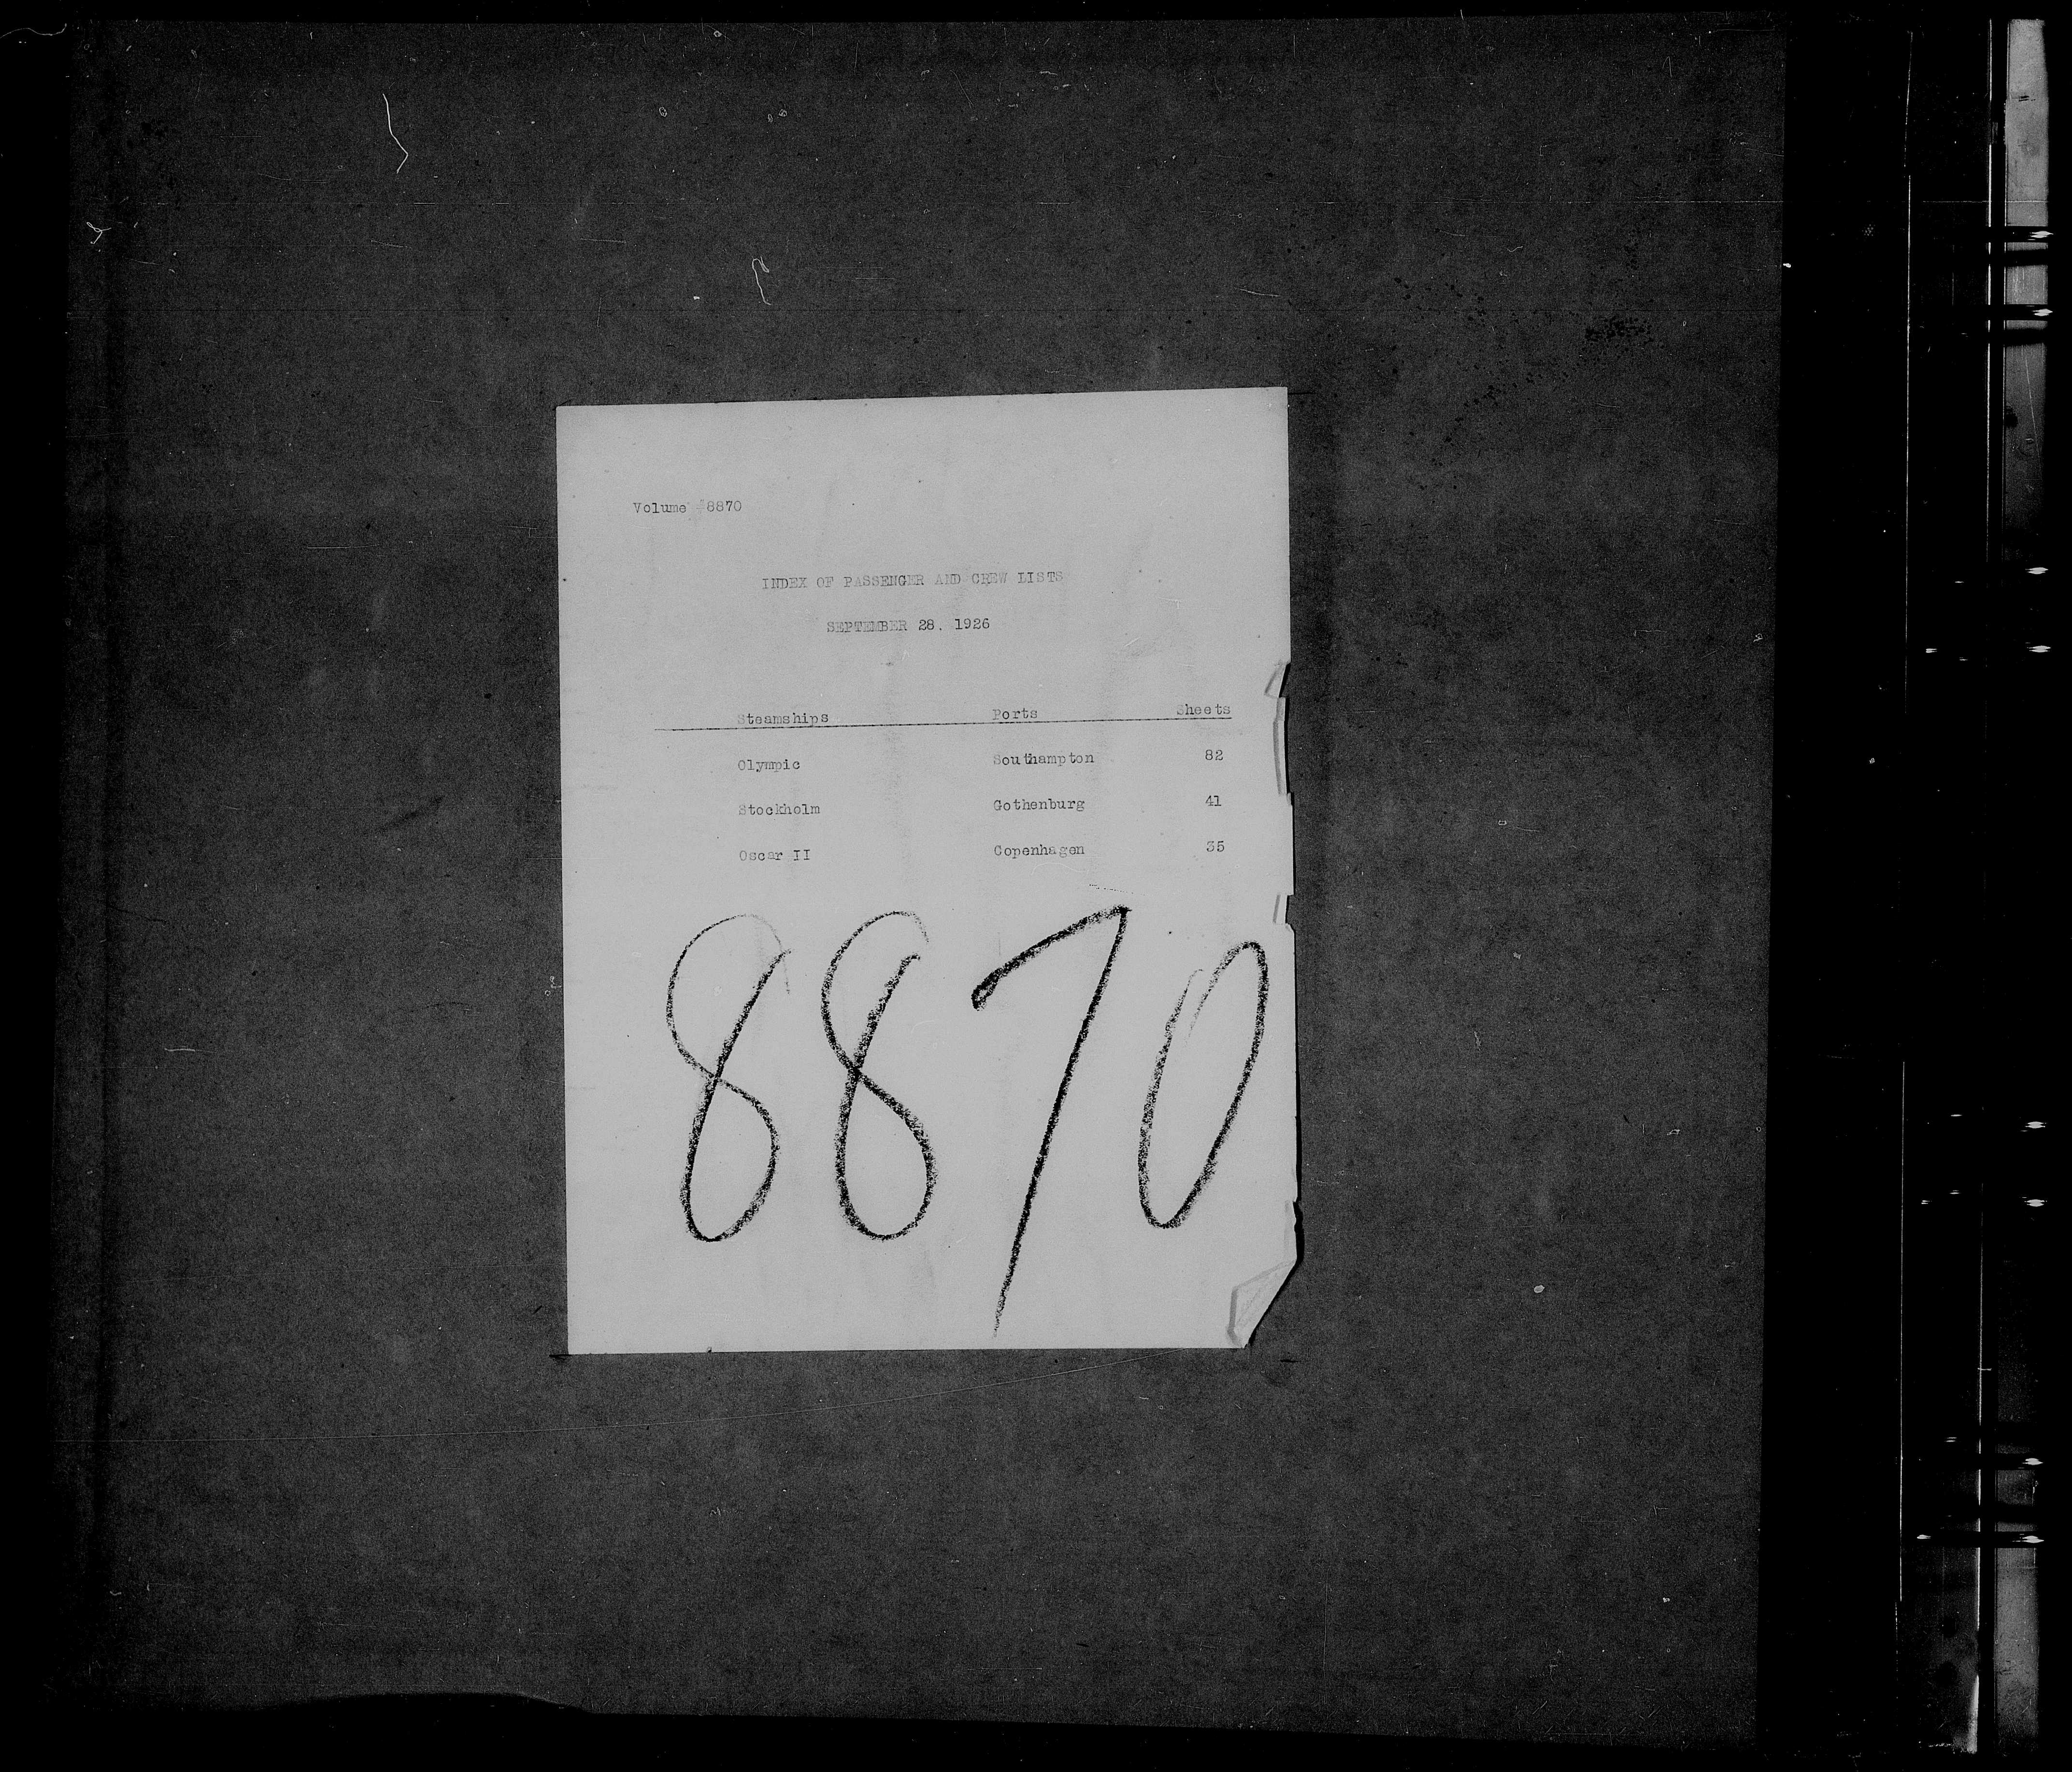 Volume #8870
INDEX OF PASSENGER AND CREW LISTS
SEPTEMBER 28, 1926
Steamships Ports Sheets
Olympic Southampton 82
Stockholm Gothenburg 41
Oscar II Copenhagen 35
8870